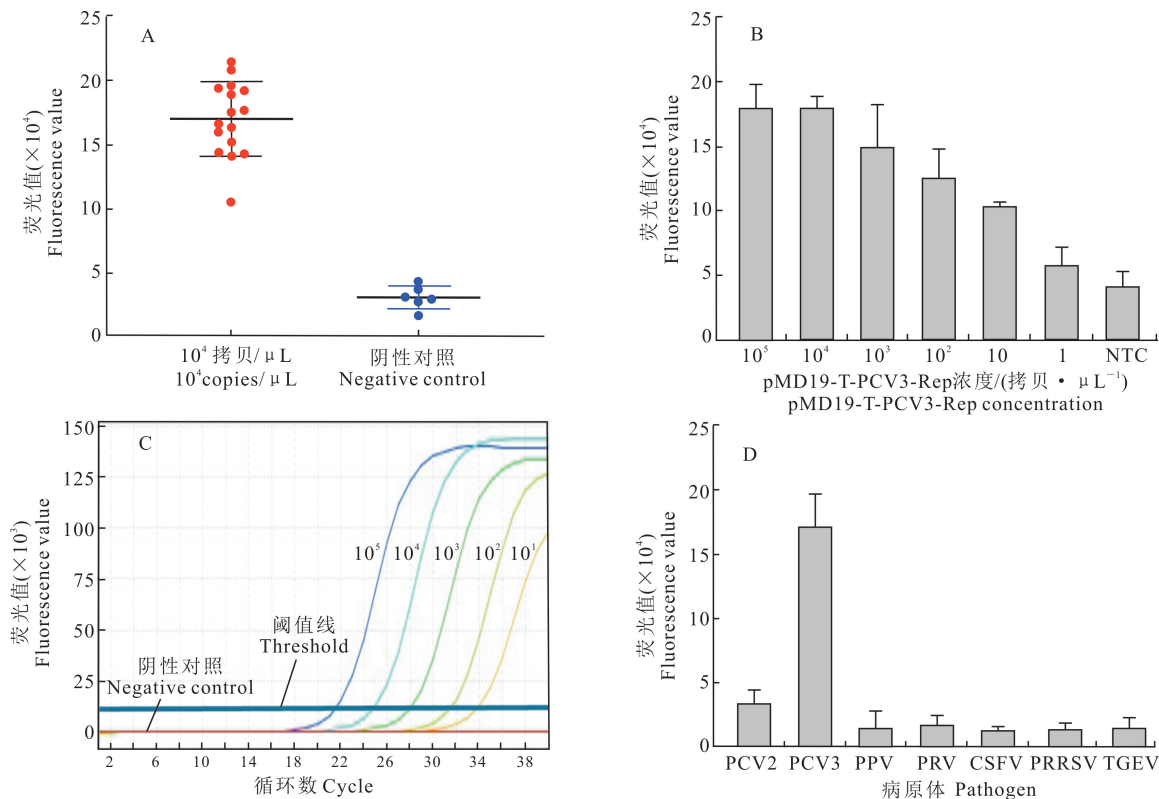 A
荧光值(×10⁴)
Fluorescence value
25
20
15
10
5
0
10⁴ 拷贝/μL
10⁴copies/μL
阴性对照
Negative control
B
荧光值(×10⁴)
Fluorescence value
25
20
15
10
5
0
10⁵ 10⁴ 10³ 10² 10 1 NTC
pMD19-T-PCV3-Rep浓度/(拷贝·μL⁻¹)
pMD19-T-PCV3-Rep concentration
C
荧光值(×10³)
Fluorescence value
150
125
100
75
50
25
0
10⁵ 10⁴ 10³ 10² 10¹
阈值线
Threshold
阴性对照
Negative control
2 6 10 14 18 22 26 30 34 38
循环数 Cycle
D
荧光值(×10⁴)
Fluorescence value
25
20
15
10
5
0
PCV2 PCV3 PPV PRV CSFV PRRSV TGEV
病原体 Pathogen